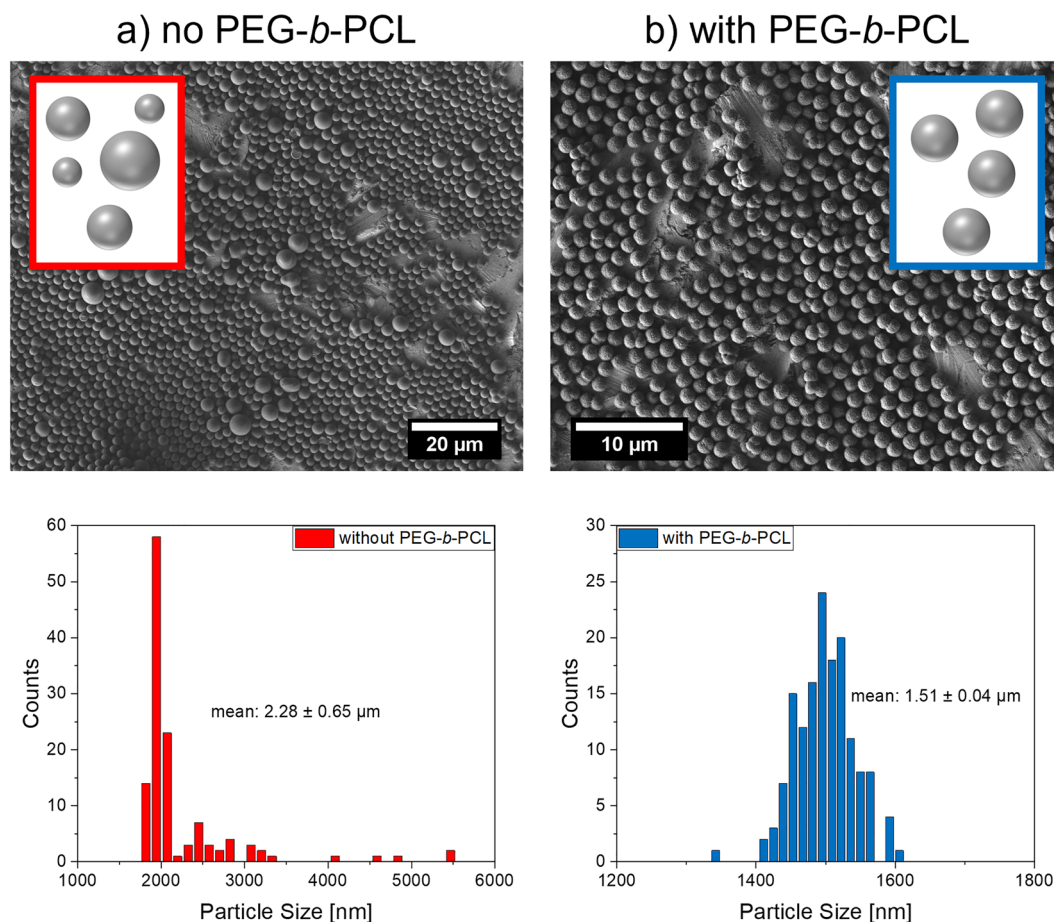 a) no PEG-b-PCL
b) with PEG-b-PCL
20 µm
10 µm
60
50
40
30
20
10
0
Counts
without PEG-b-PCL
mean: 2.28 ± 0.65 µm
1000 2000 3000 4000 5000 6000
Particle Size [nm]
30
25
20
15
10
5
0
Counts
with PEG-b-PCL
mean: 1.51 ± 0.04 µm
1200 1400 1600 1800
Particle Size [nm]